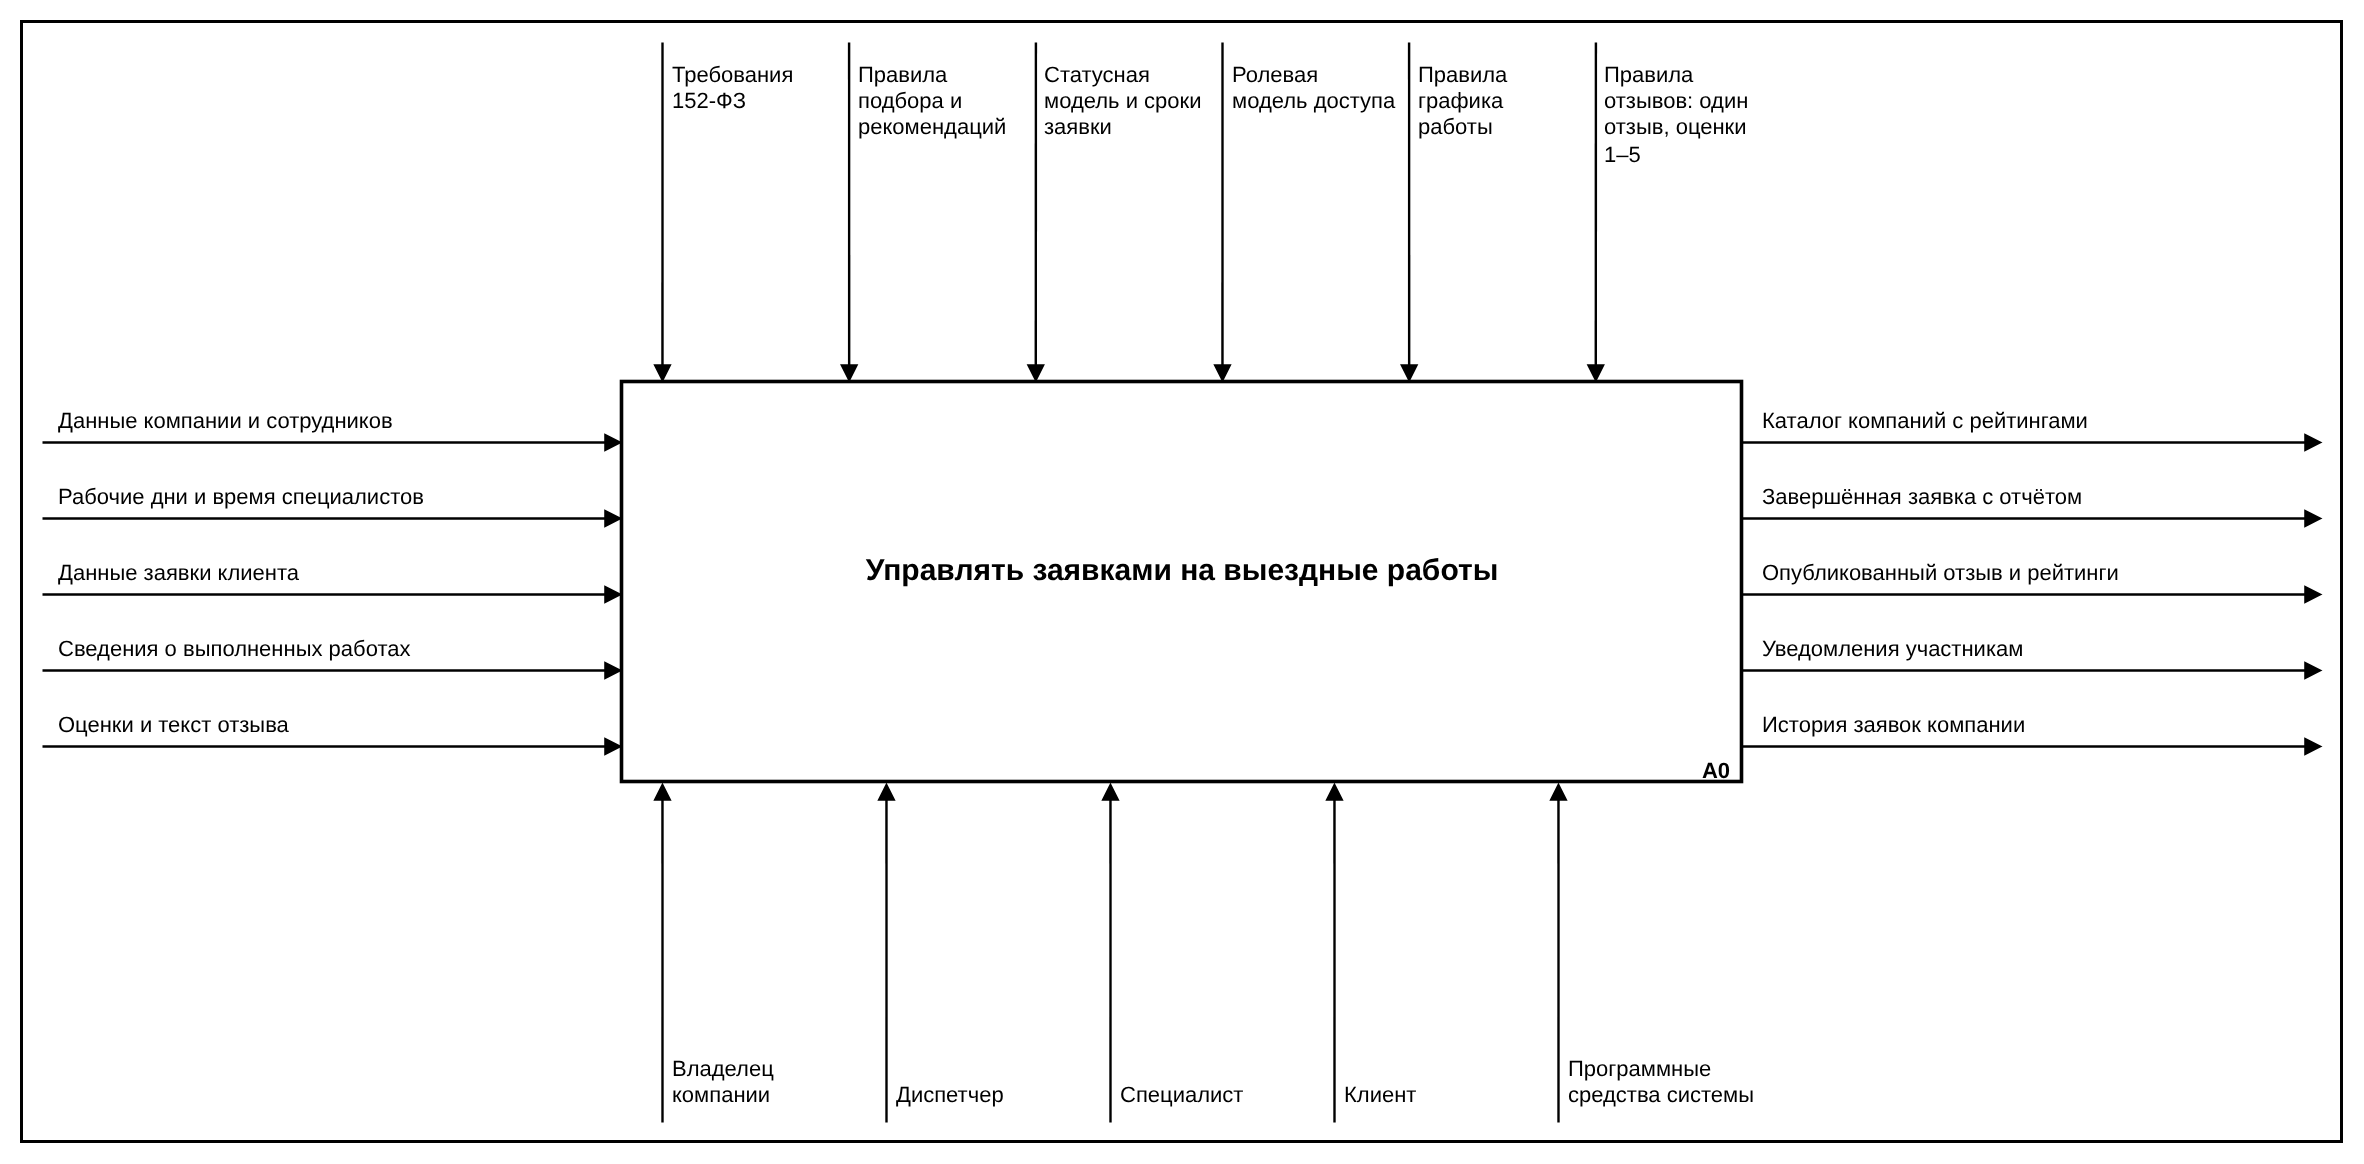 Требования
152-ФЗ
Правила
подбора и
рекомендаций
Статусная
модель и сроки
заявки
Ролевая
модель доступа
Правила
графика
работы
Правила
отзывов: один
отзыв, оценки
1–5
Данные компании и сотрудников
Рабочие дни и время специалистов
Данные заявки клиента
Сведения о выполненных работах
Оценки и текст отзыва
Управлять заявками на выездные работы
A0
Каталог компаний с рейтингами
Завершённая заявка с отчётом
Опубликованный отзыв и рейтинги
Уведомления участникам
История заявок компании
Владелец
компании
Диспетчер
Специалист
Клиент
Программные
средства системы